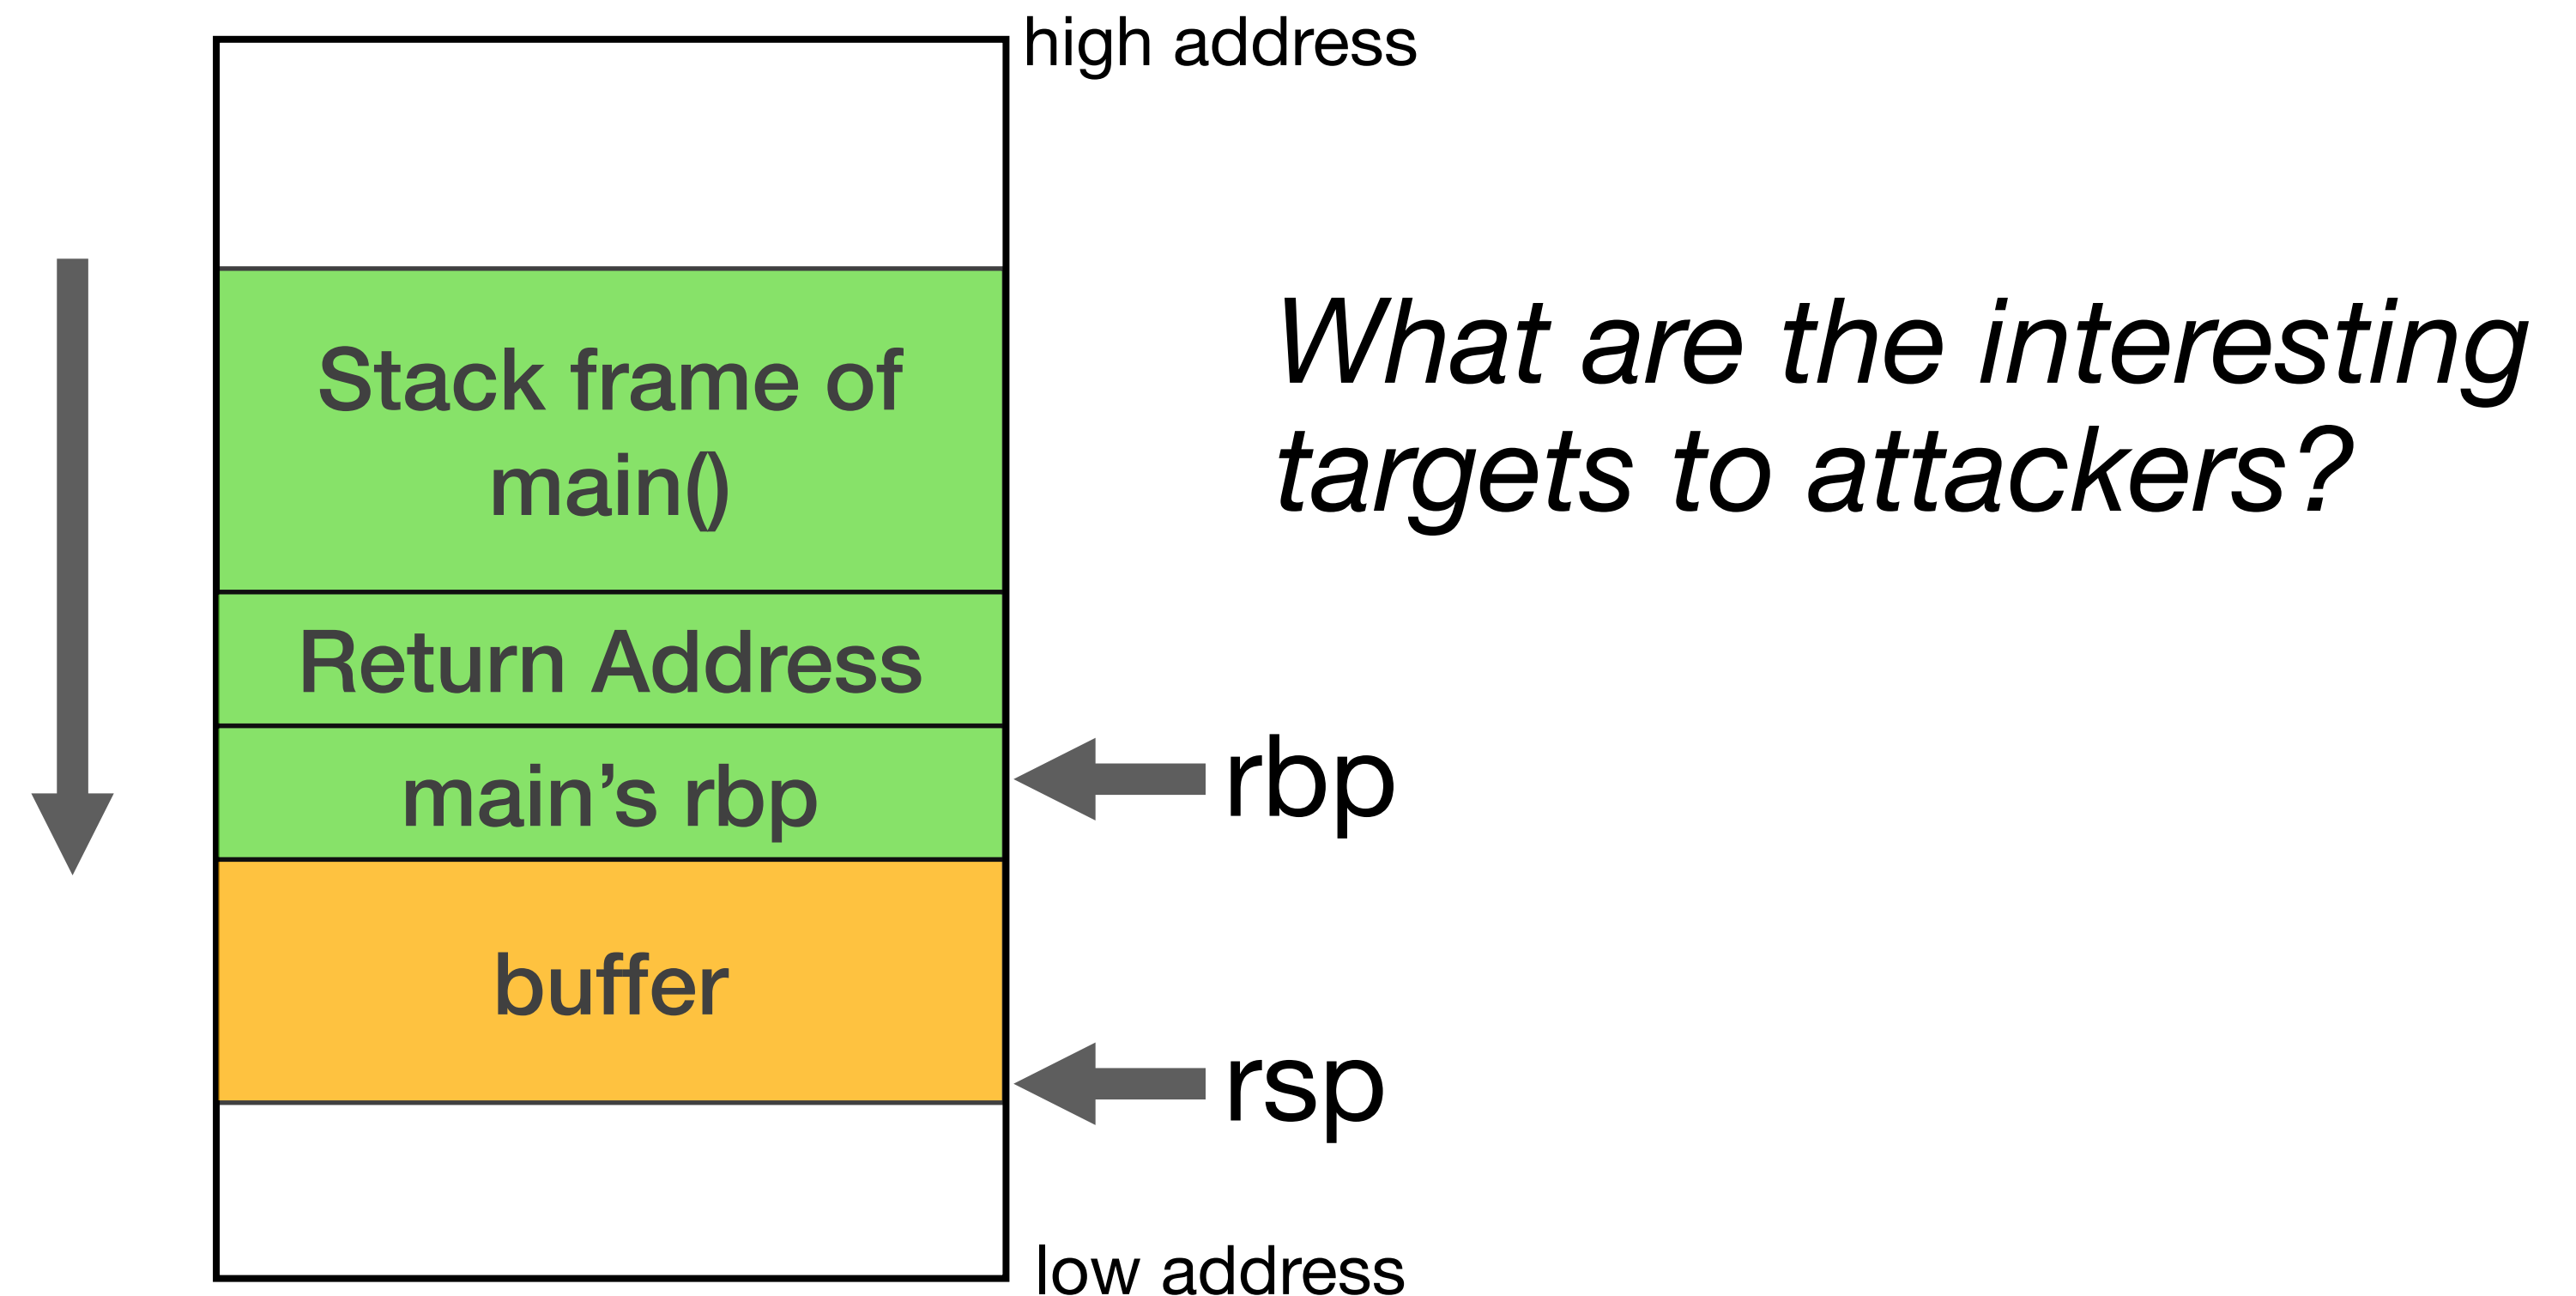 high address
Stack frame of
main()
What are the interesting
targets to attackers?
Return Address
main’s rbp
rbp
buffer
rsp
low address